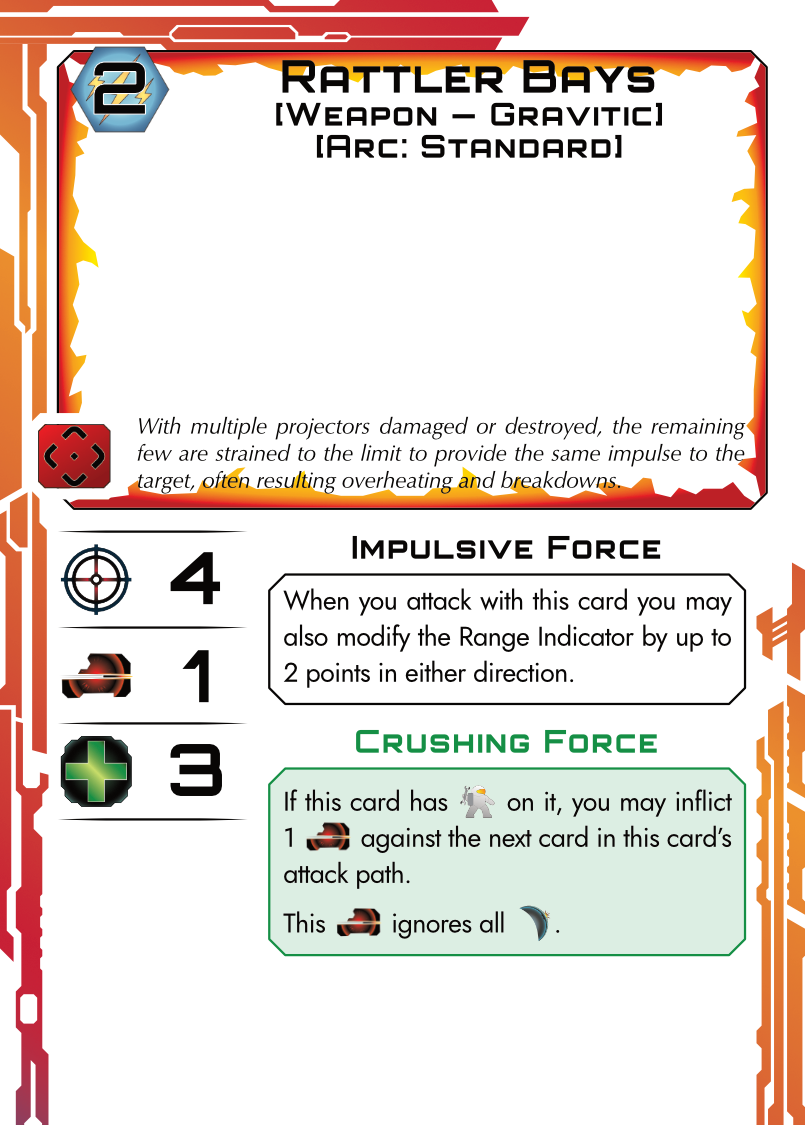 2
Rattler Bays
[Weapon – Gravitic]
[Arc: Standard]
With multiple projectors damaged or destroyed, the remaining
few are strained to the limit to provide the same impulse to the
target, often resulting overheating and breakdowns.
4
1
3
Impulsive Force
When you attack with this card you may
also modify the Range Indicator by up to
2 points in either direction.
Crushing Force
If this card has on it, you may inflict
1 against the next card in this card's
attack path.
This ignores all .